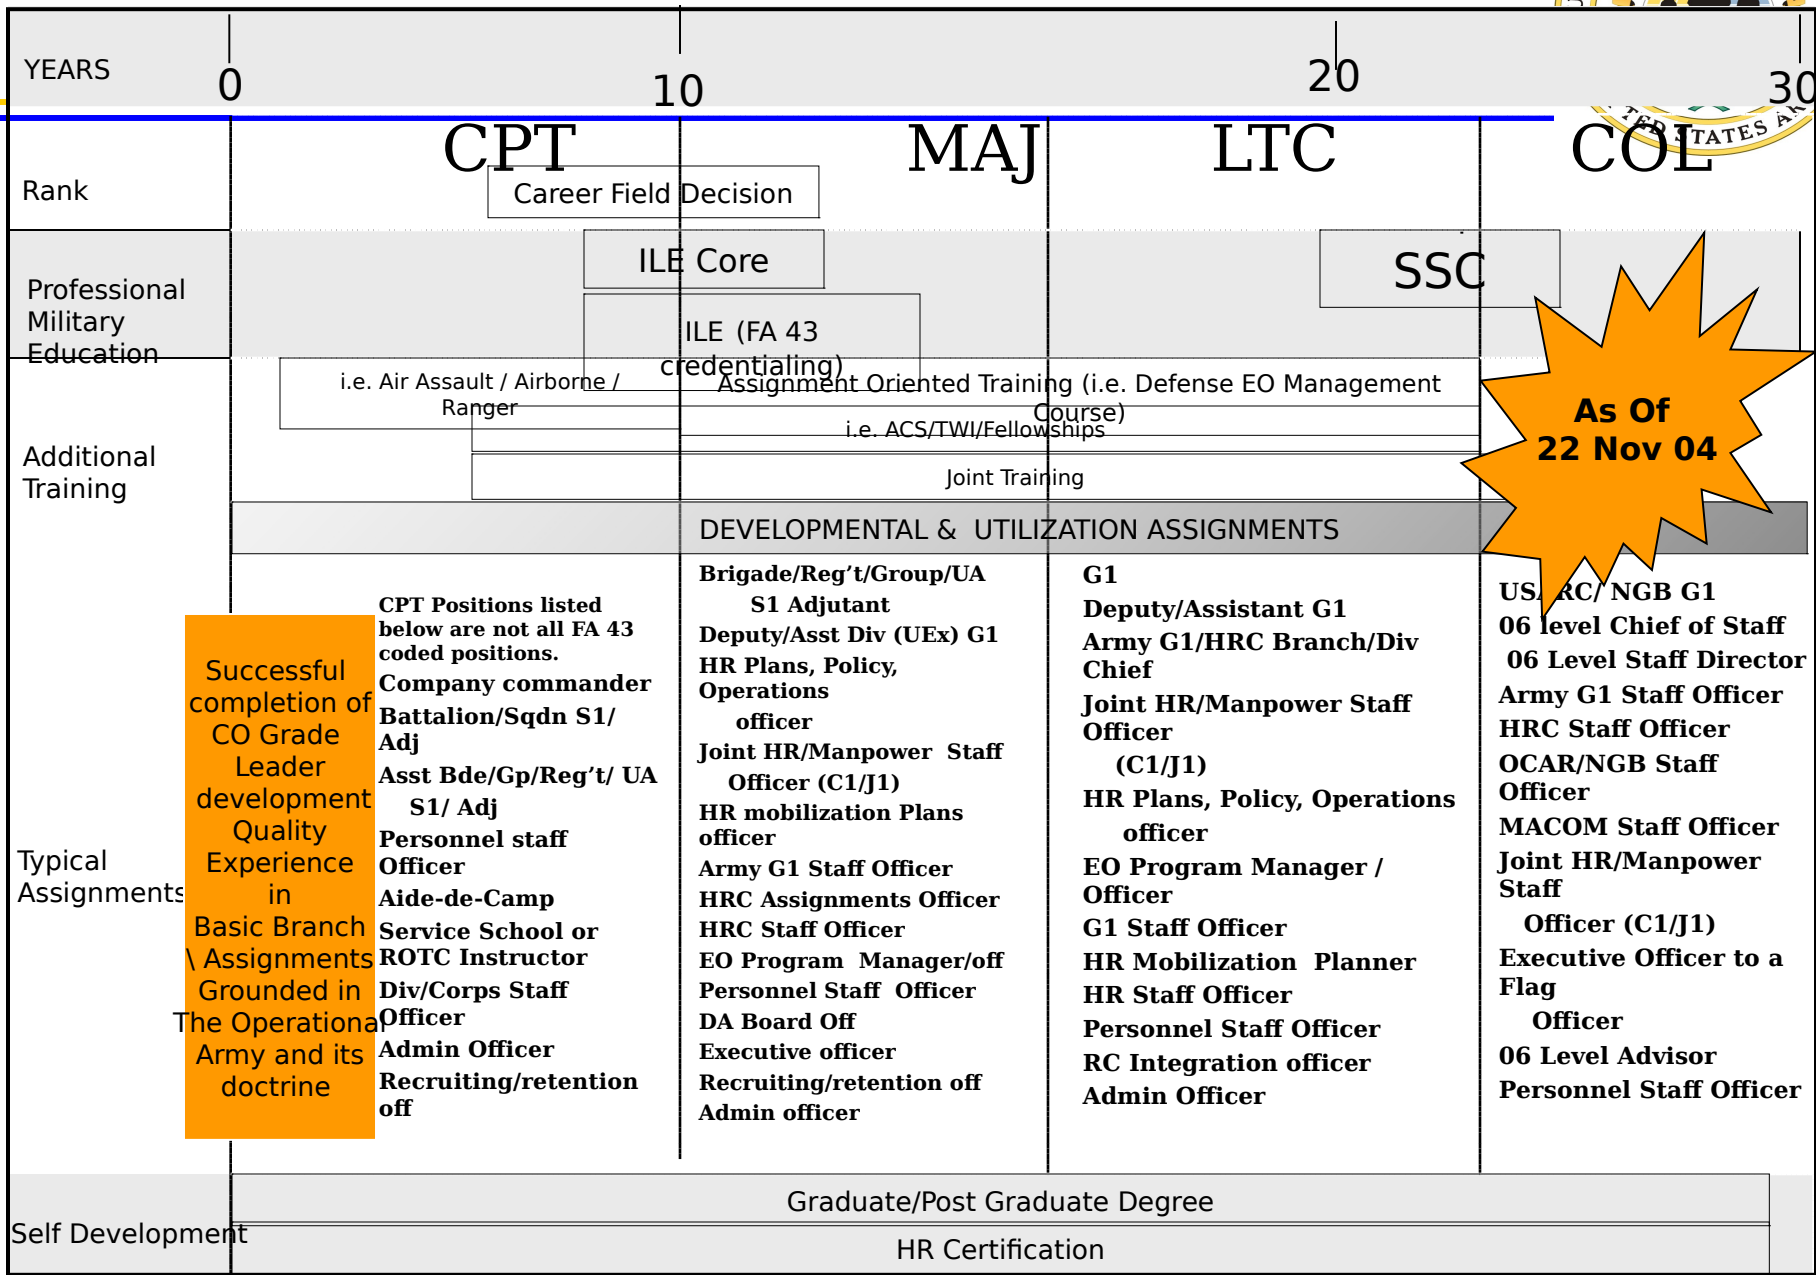 YEARS
0
10
20
30
TED STATES AR
Rank
CPT
MAJ
LTC
COL
Career Field Decision
Professional
Military
Education
ILE Core
SSC
ILE (FA 43
credentialing)
Additional
Training
i.e. Air Assault / Airborne /
Ranger
Assignment Oriented Training (i.e. Defense EO Management
Course)
i.e. ACS/TWI/Fellowships
Joint Training
As Of
22 Nov 04
DEVELOPMENTAL & UTILIZATION ASSIGNMENTS
Typical
Assignments
Successful
completion of
CO Grade
Leader
development
Quality
Experience
in
Basic Branch
\ Assignments
Grounded in
The Operational
Army and its
doctrine
CPT Positions listed
below are not all FA 43
coded positions.
Company commander
Battalion/Sqdn S1/
Adj
Asst Bde/Gp/Reg’t/ UA
S1/ Adj
Personnel staff
Officer
Aide-de-Camp
Service School or
ROTC Instructor
Div/Corps Staff
Officer
Admin Officer
Recruiting/retention
off
Brigade/Reg’t/Group/UA
S1 Adjutant
Deputy/Asst Div (UEx) G1
HR Plans, Policy,
Operations
officer
Joint HR/Manpower Staff
Officer (C1/J1)
HR mobilization Plans
officer
Army G1 Staff Officer
HRC Assignments Officer
HRC Staff Officer
EO Program Manager/off
Personnel Staff Officer
DA Board Off
Executive officer
Recruiting/retention off
Admin officer
G1
Deputy/Assistant G1
Army G1/HRC Branch/Div
Chief
Joint HR/Manpower Staff
Officer
(C1/J1)
HR Plans, Policy, Operations
officer
EO Program Manager /
Officer
G1 Staff Officer
HR Mobilization Planner
HR Staff Officer
Personnel Staff Officer
RC Integration officer
Admin Officer
USARC/ NGB G1
06 level Chief of Staff
06 Level Staff Director
Army G1 Staff Officer
HRC Staff Officer
OCAR/NGB Staff
Officer
MACOM Staff Officer
Joint HR/Manpower
Staff
Officer (C1/J1)
Executive Officer to a
Flag
Officer
06 Level Advisor
Personnel Staff Officer
Self Development
Graduate/Post Graduate Degree
HR Certification